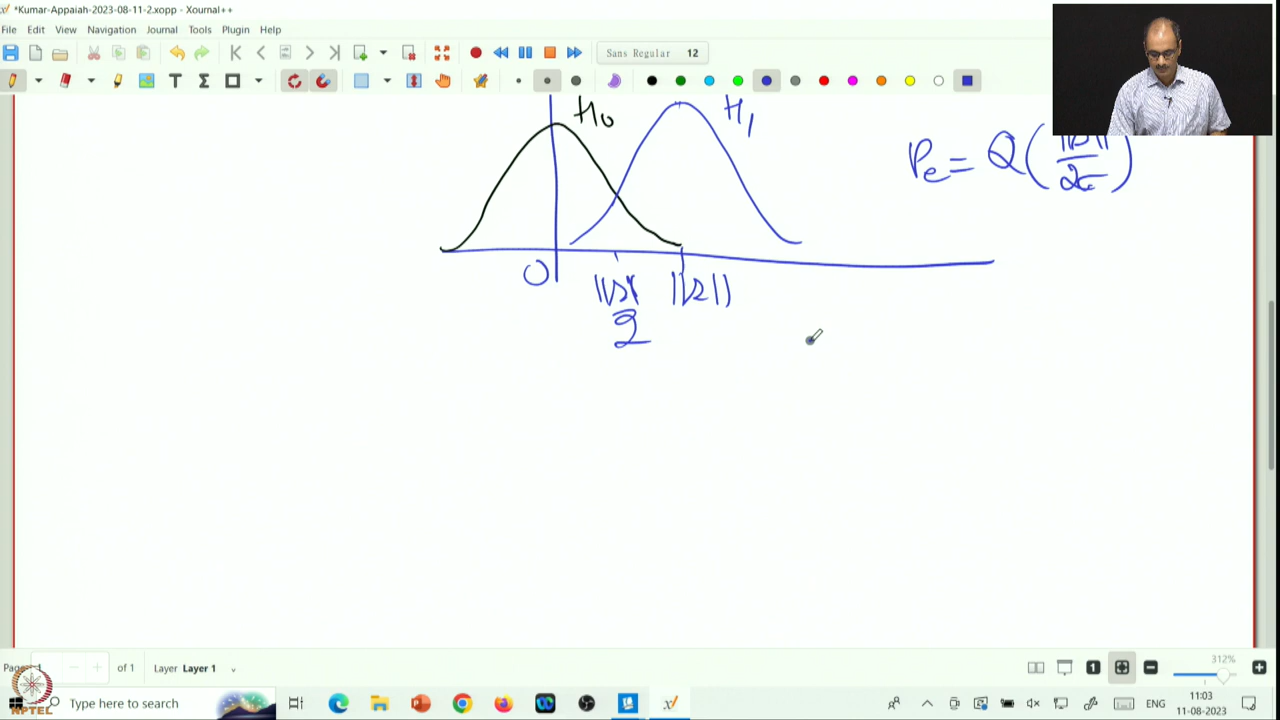 *Kumar-Appaiah-2023-08-11-2.xopp - Xournal++
File Edit View Navigation Journal Tools Plugin Help
Sans Regular 12
H₀ H₁
Pₑ = Q(||s||/2σ)
0 ||s||/2 ||s||
Page 1 of 1 Layer Layer 1 312%
NPTEL
Type here to search
ENG
11:03
11-08-2023